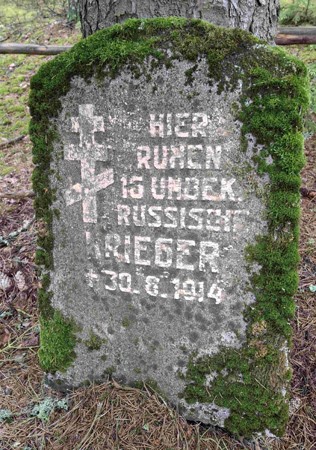 HIER
RUHEN
16 UNBEK.
RUSSISCHE
KRIEGER
† 30. 8. 1914